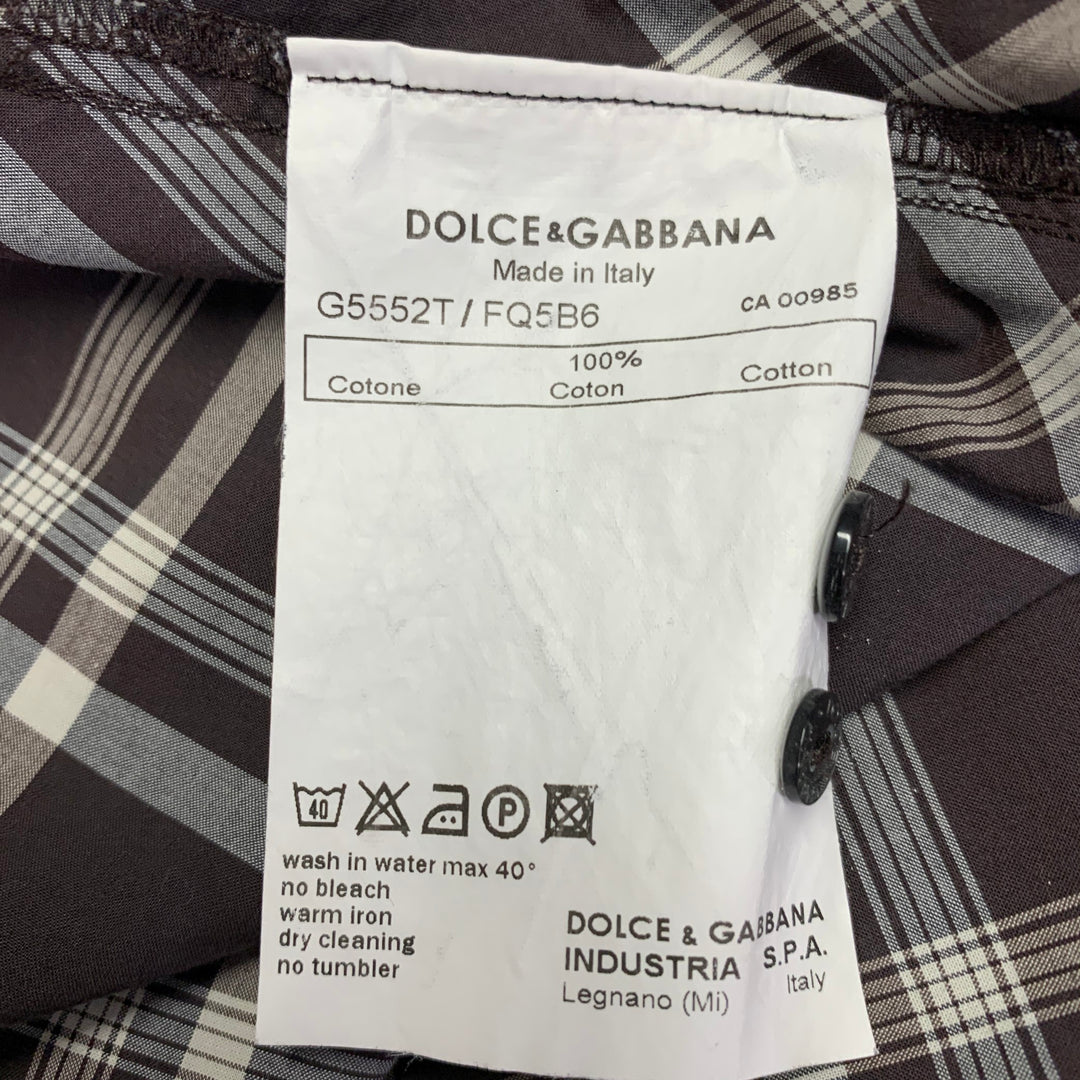 DOLCE&GABBANA
Made in Italy
G5552T / FQ5B6 CA 00985
100%
Cotone Coton Cotton
40 P
wash in water max 40°
no bleach
warm iron
dry cleaning
no tumbler
DOLCE & GABBANA
INDUSTRIA S.P.A.
Legnano (Mi) Italy